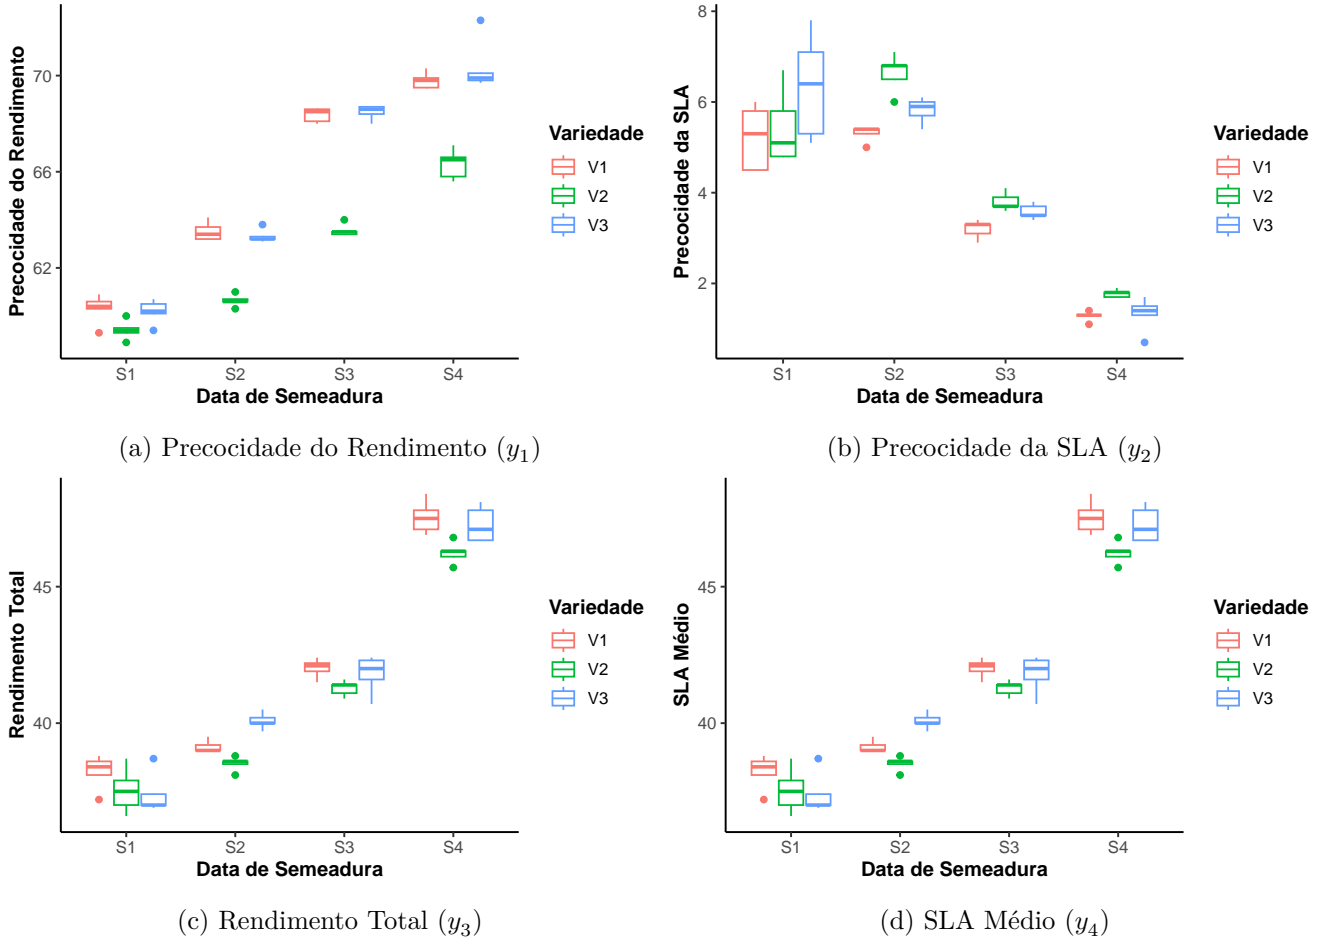 Precocidade do Rendimento
70
66
62
S1 S2 S3 S4
Data de Semeadura
Variedade
V1
V2
V3
(a) Precocidade do Rendimento (y₁)
Precocidade da SLA
8
6
4
2
S1 S2 S3 S4
Data de Semeadura
Variedade
V1
V2
V3
(b) Precocidade da SLA (y₂)
Rendimento Total
45
40
S1 S2 S3 S4
Data de Semeadura
Variedade
V1
V2
V3
(c) Rendimento Total (y₃)
SLA Médio
45
40
S1 S2 S3 S4
Data de Semeadura
Variedade
V1
V2
V3
(d) SLA Médio (y₄)